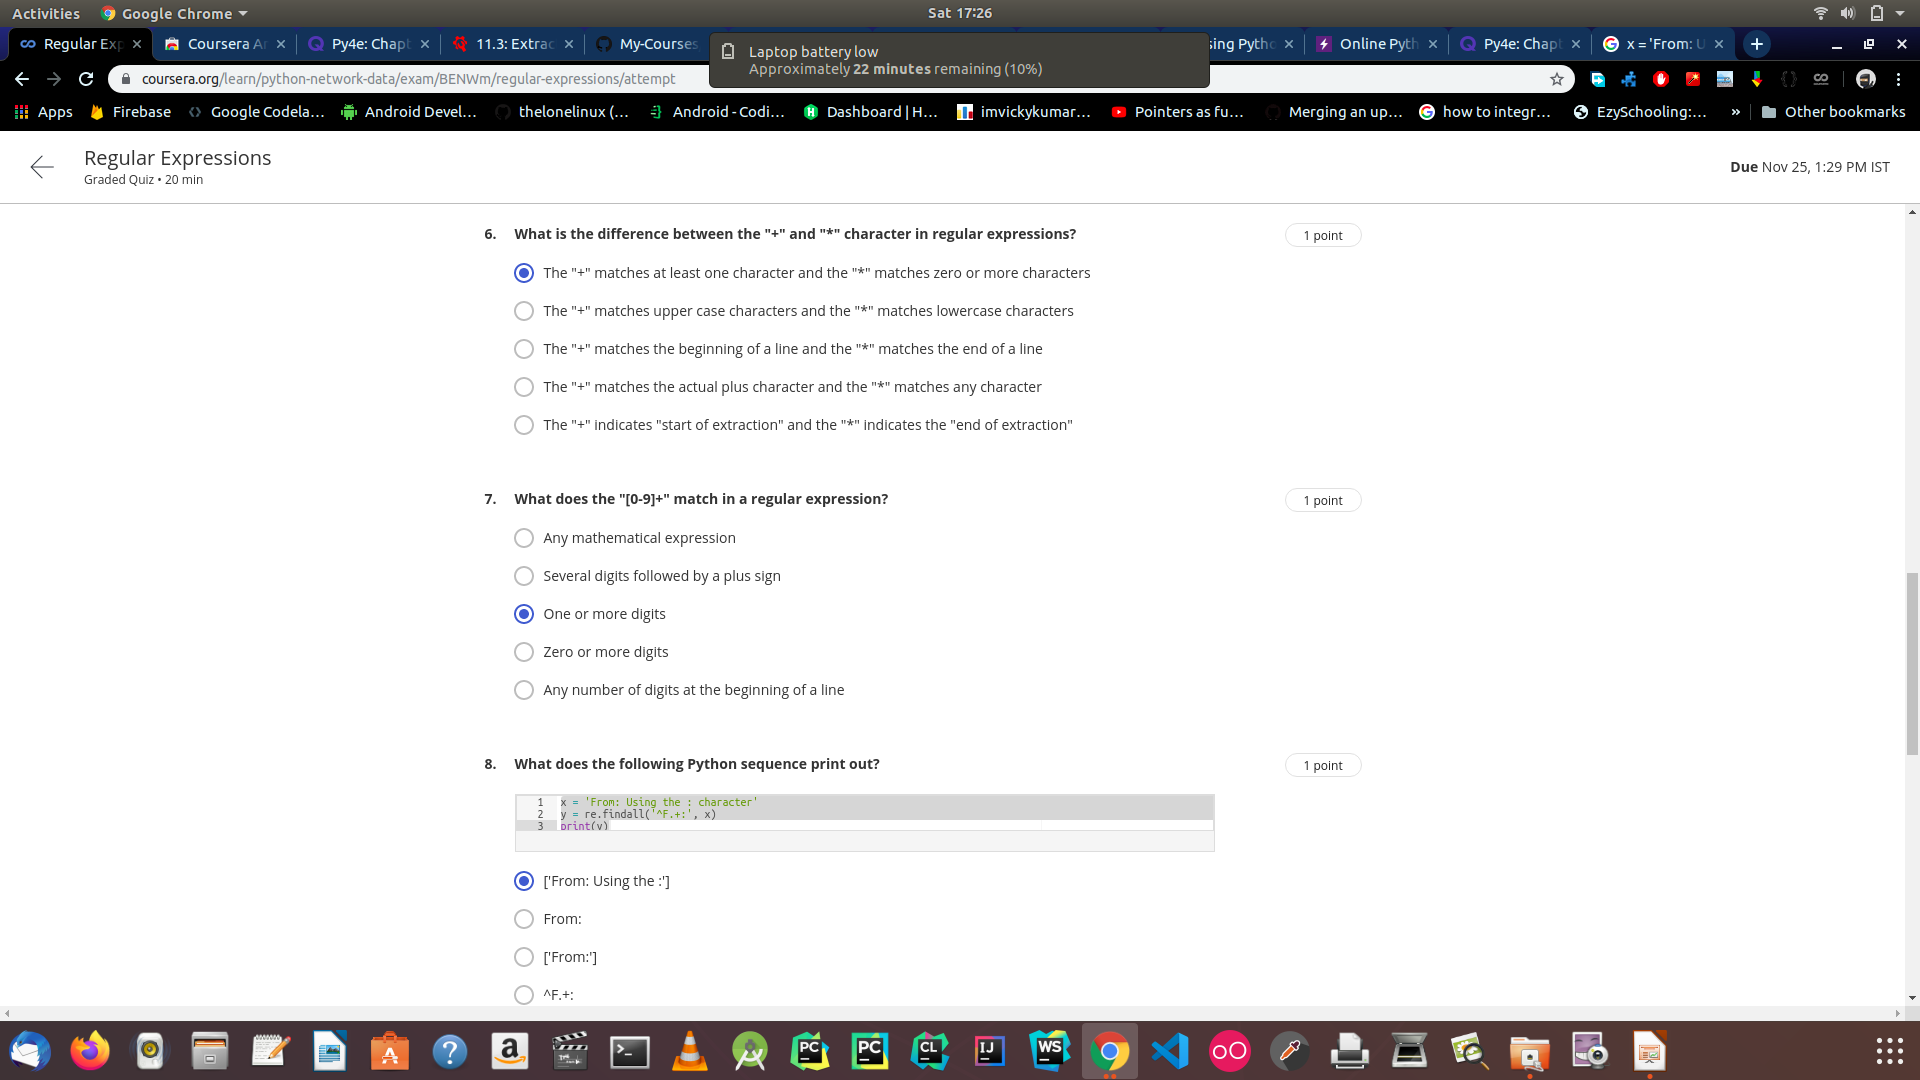 Activities
Google Chrome
Sat 17:26
Regular Exp
Coursera Ar
Py4e: Chapt
11.3: Extrac
My-Courses
sing Pytho
Online Pyth
Py4e: Chapt
x = 'From: U
Laptop battery low
Approximately 22 minutes remaining (10%)
coursera.org/learn/python-network-data/exam/BENWm/regular-expressions/attempt
Apps
Firebase
Google Codela...
Android Devel...
thelonelinux (...
Android - Codi...
Dashboard | H...
imvickykumar...
Pointers as fu...
Merging an up...
how to integr...
EzySchooling:...
»
Other bookmarks
Regular Expressions
Graded Quiz • 20 min
Due Nov 25, 1:29 PM IST
6. What is the difference between the "+" and "*" character in regular expressions?
1 point
The "+" matches at least one character and the "*" matches zero or more characters
The "+" matches upper case characters and the "*" matches lowercase characters
The "+" matches the beginning of a line and the "*" matches the end of a line
The "+" matches the actual plus character and the "*" matches any character
The "+" indicates "start of extraction" and the "*" indicates the "end of extraction"
7. What does the "[0-9]+" match in a regular expression?
1 point
Any mathematical expression
Several digits followed by a plus sign
One or more digits
Zero or more digits
Any number of digits at the beginning of a line
8. What does the following Python sequence print out?
1 point
1 x = 'From: Using the : character'
2 y = re.findall('^F.+:', x)
3 print(y)
['From: Using the :']
From:
['From:']
^F.+: